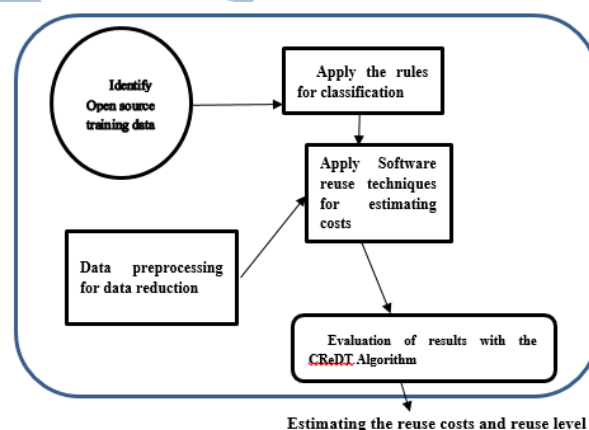 Identify
Open source
training data
Apply the rules
for classification
Apply Software
reuse techniques
for estimating
costs
Data preprocessing
for data reduction
Evaluation of results with the
CReDT Algorithm
Estimating the reuse costs and reuse level